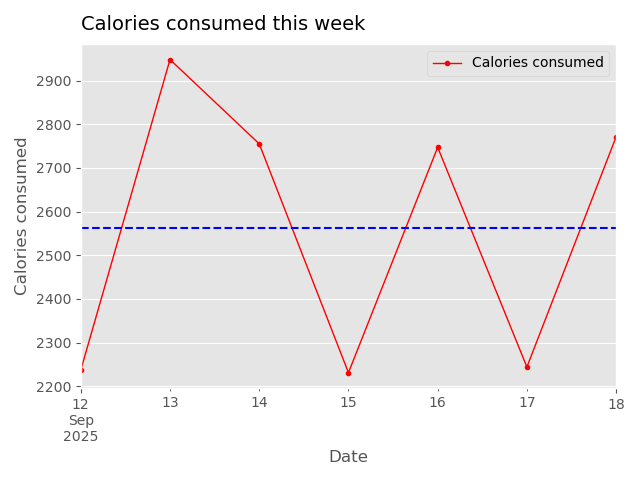 Calories consumed this week
Calories consumed
2900
2800
2700
2600
2500
2400
2300
2200
Calories consumed
12 13 14 15 16 17 18
Sep
2025
Date